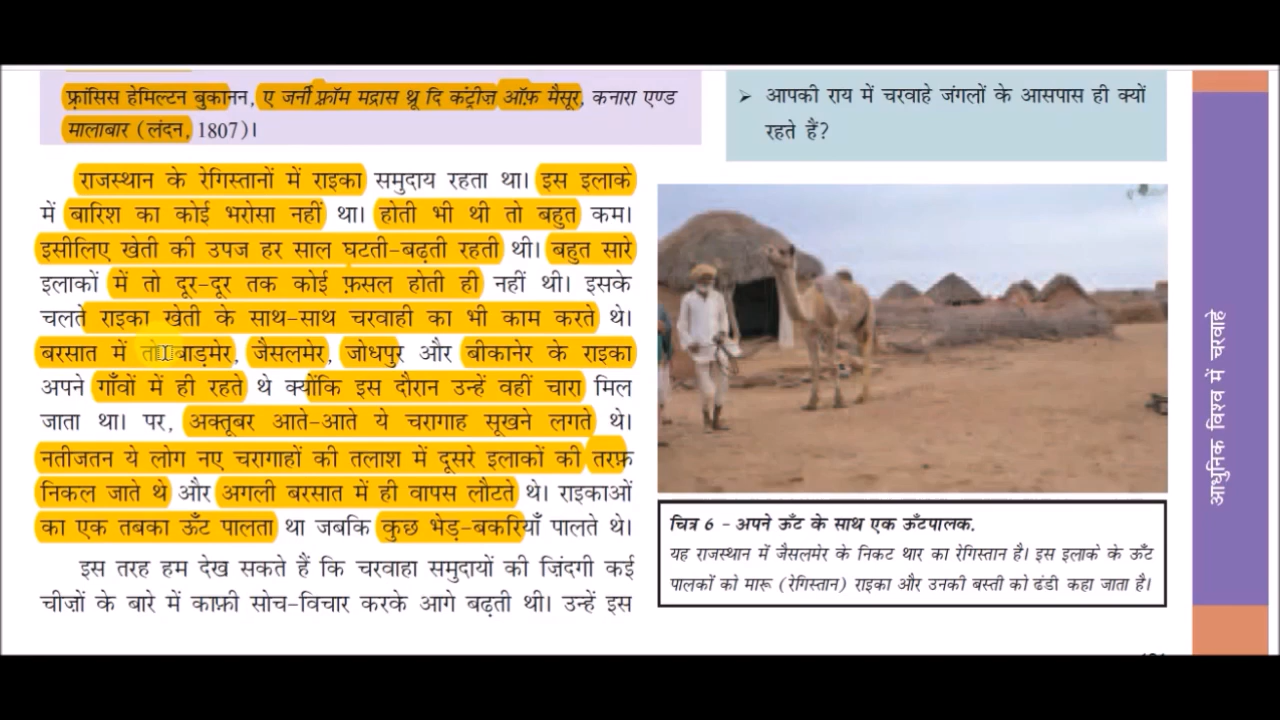 फ़्रांसिस हेमिल्टन बुकानन, ए जर्नी फ़्रॉम मद्रास थ्रू दि कंट्रीज़ ऑफ़ मैसूर, कनारा एण्ड
मालाबार (लंदन, 1807)।
➢ आपकी राय में चरवाहे जंगलों के आसपास ही क्यों
रहते हैं?
राजस्थान के रेगिस्तानों में राइका समुदाय रहता था। इस इलाके
में बारिश का कोई भरोसा नहीं था। होती भी थी तो बहुत कम।
इसीलिए खेती की उपज हर साल घटती-बढ़ती रहती थी। बहुत सारे
इलाकों में तो दूर-दूर तक कोई फ़सल होती ही नहीं थी। इसके
चलते राइका खेती के साथ-साथ चरवाही का भी काम करते थे।
बरसात में तो बाड़मेर, जैसलमेर, जोधपुर और बीकानेर के राइका
अपने गाँवों में ही रहते थे क्योंकि इस दौरान उन्हें वहीं चारा मिल
जाता था। पर, अक्तूबर आते-आते ये चरागाह सूखने लगते थे।
नतीजतन ये लोग नए चरागाहों की तलाश में दूसरे इलाकों की तरफ़
निकल जाते थे और अगली बरसात में ही वापस लौटते थे। राइकाओं
का एक तबका ऊँट पालता था जबकि कुछ भेड़-बकरियाँ पालते थे।
इस तरह हम देख सकते हैं कि चरवाहा समुदायों की ज़िंदगी कई
चीज़ों के बारे में काफ़ी सोच-विचार करके आगे बढ़ती थी। उन्हें इस
चित्र 6 - अपने ऊँट के साथ एक ऊँटपालक.
यह राजस्थान में जैसलमेर के निकट थार का रेगिस्तान है। इस इलाके के ऊँट
पालकों को मारू (रेगिस्तान) राइका और उनकी बस्ती को ढंडी कहा जाता है।
आधुनिक विश्व में चरवाहे